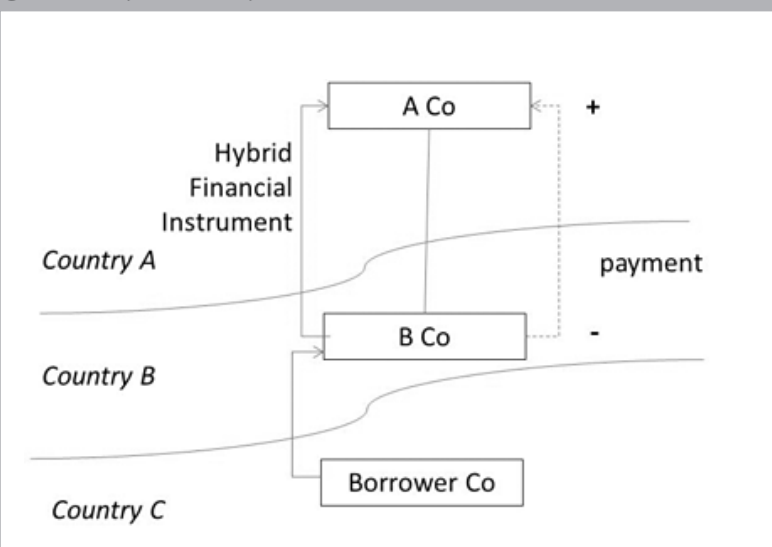 A Co
+
Hybrid
Financial
Instrument
Country A
payment
B Co
-
Country B
Borrower Co
Country C